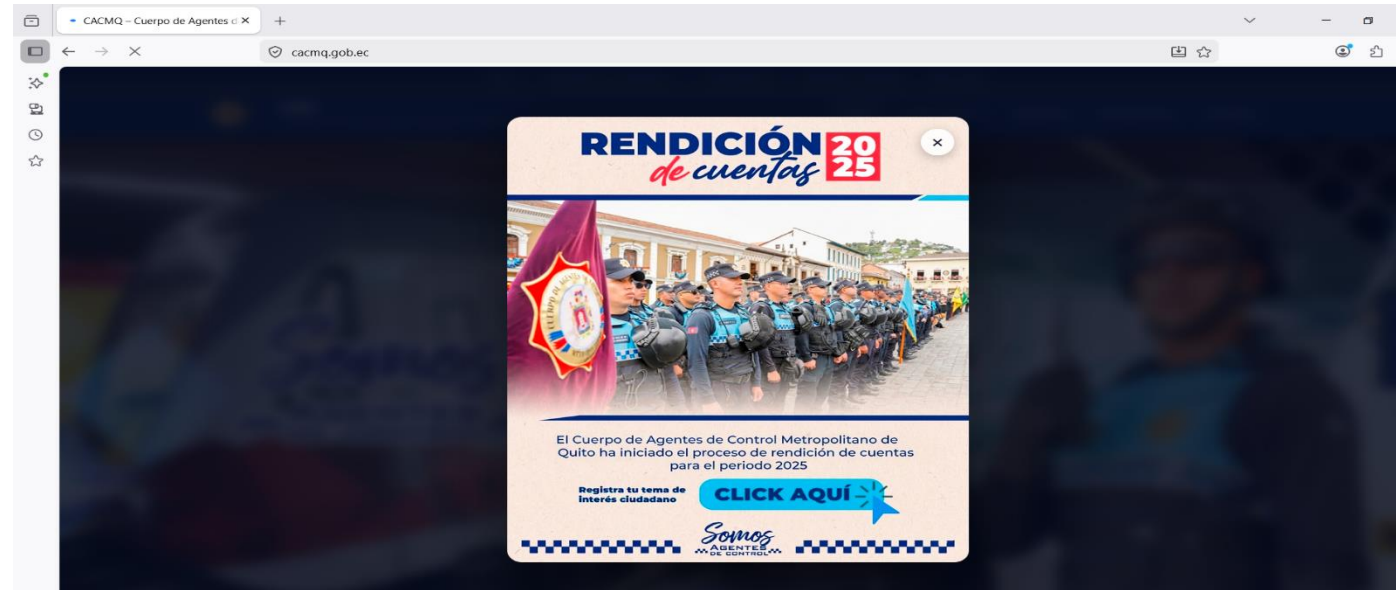 CACMQ – Cuerpo de Agentes d
cacmq.gob.ec
RENDICIÓN 2025
de cuentas
El Cuerpo de Agentes de Control Metropolitano de
Quito ha iniciado el proceso de rendición de cuentas
para el periodo 2025
Registra tu tema de
interés ciudadano
CLICK AQUÍ
Somos
AGENTES
DE CONTROL